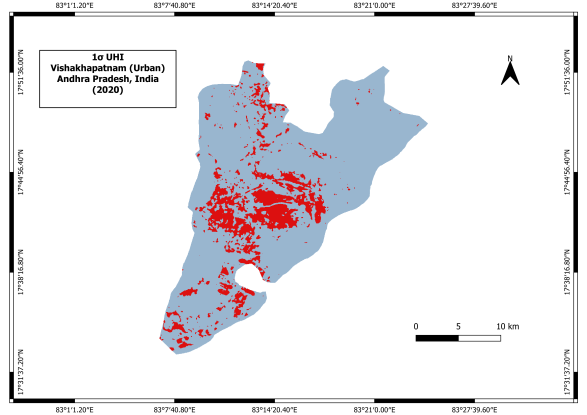 83°1'1.20"E 83°7'40.80"E 83°14'20.40"E 83°21'0.00"E 83°27'39.60"E
1σ UHI
Vishakhapatnam (Urban)
Andhra Pradesh, India
(2020)
N
17°51'36.00"N
17°51'36.00"N
17°44'56.40"N
17°44'56.40"N
17°38'16.80"N
17°38'16.80"N
17°31'37.20"N
17°31'37.20"N
0 5 10 km
83°1'1.20"E 83°7'40.80"E 83°14'20.40"E 83°21'0.00"E 83°27'39.60"E